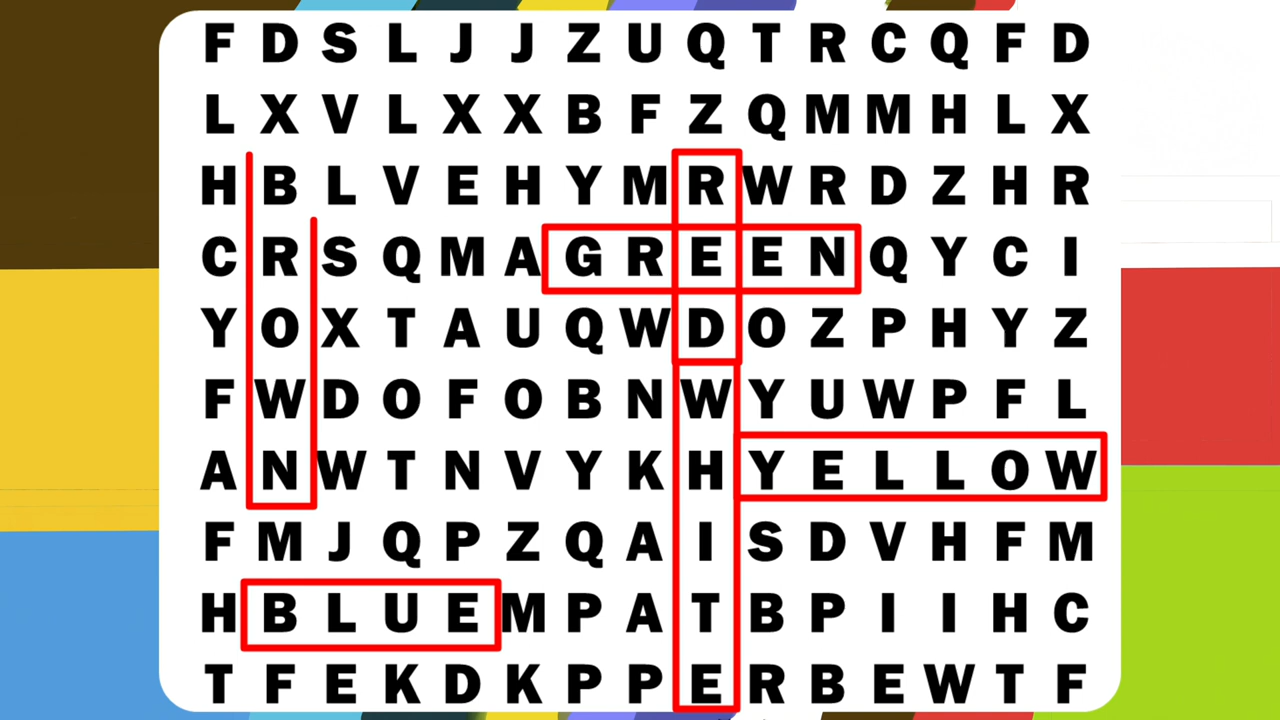 F D S L J J Z U Q T R C Q F D
L X V L X X B F Z Q M M H L X
H B L V E H Y M R W R D Z H R
C R S Q M A G R E E N Q Y C I
Y O X T A U Q W D O Z P H Y Z
F W D O F O B N W Y U W P F L
A N W T N V Y K H Y E L L O W
F M J Q P Z Q A I S D V H F M
H B L U E M P A T B P I I H C
T F E K D K P P E R B E W T F